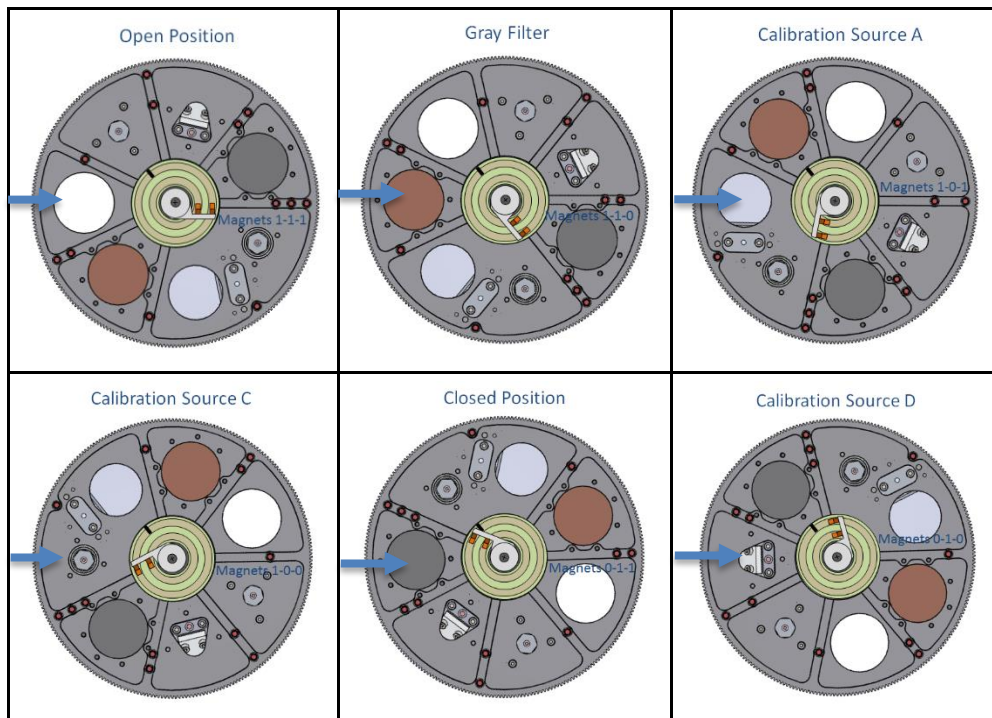 Open Position
Magnets 1-1-1
Gray Filter
Magnets 1-1-0
Calibration Source A
Magnets 1-0-1
Calibration Source C
Magnets 1-0-0
Closed Position
Magnets 0-1-1
Calibration Source D
Magnets 0-1-0